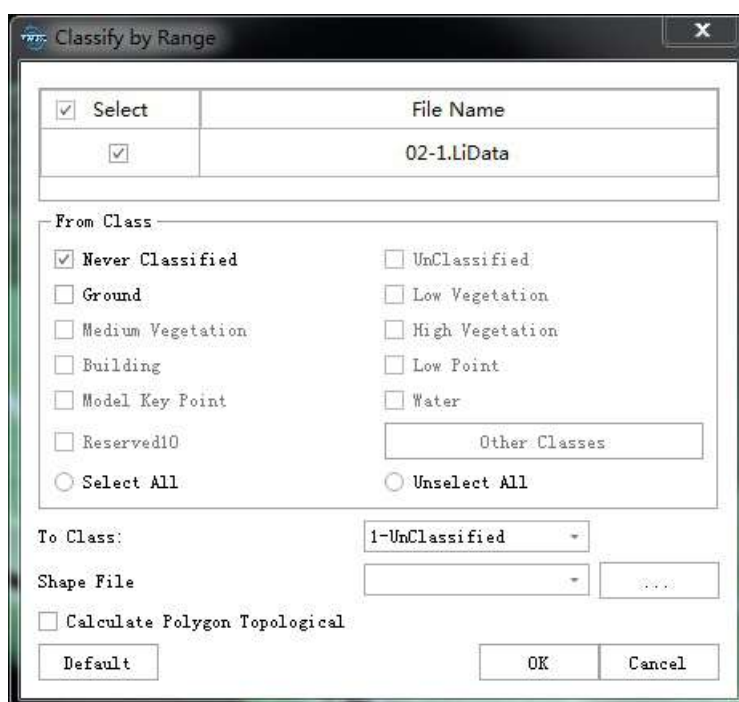 Classify by Range
Select File Name
02-1.LiData
From Class
Never Classified UnClassified
Ground Low Vegetation
Medium Vegetation High Vegetation
Building Low Point
Model Key Point Water
Reserved10 Other Classes
Select All Unselect All
To Class: 1-UnClassified
Shape File ...
Calculate Polygon Topological
Default OK Cancel